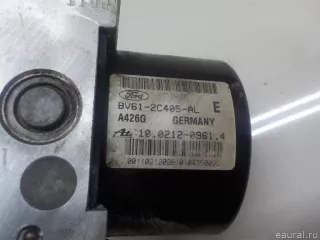 Ford
BV61-2C405-AL E
A426G GERMANY
10.0212-0961.4
© eaural.ru